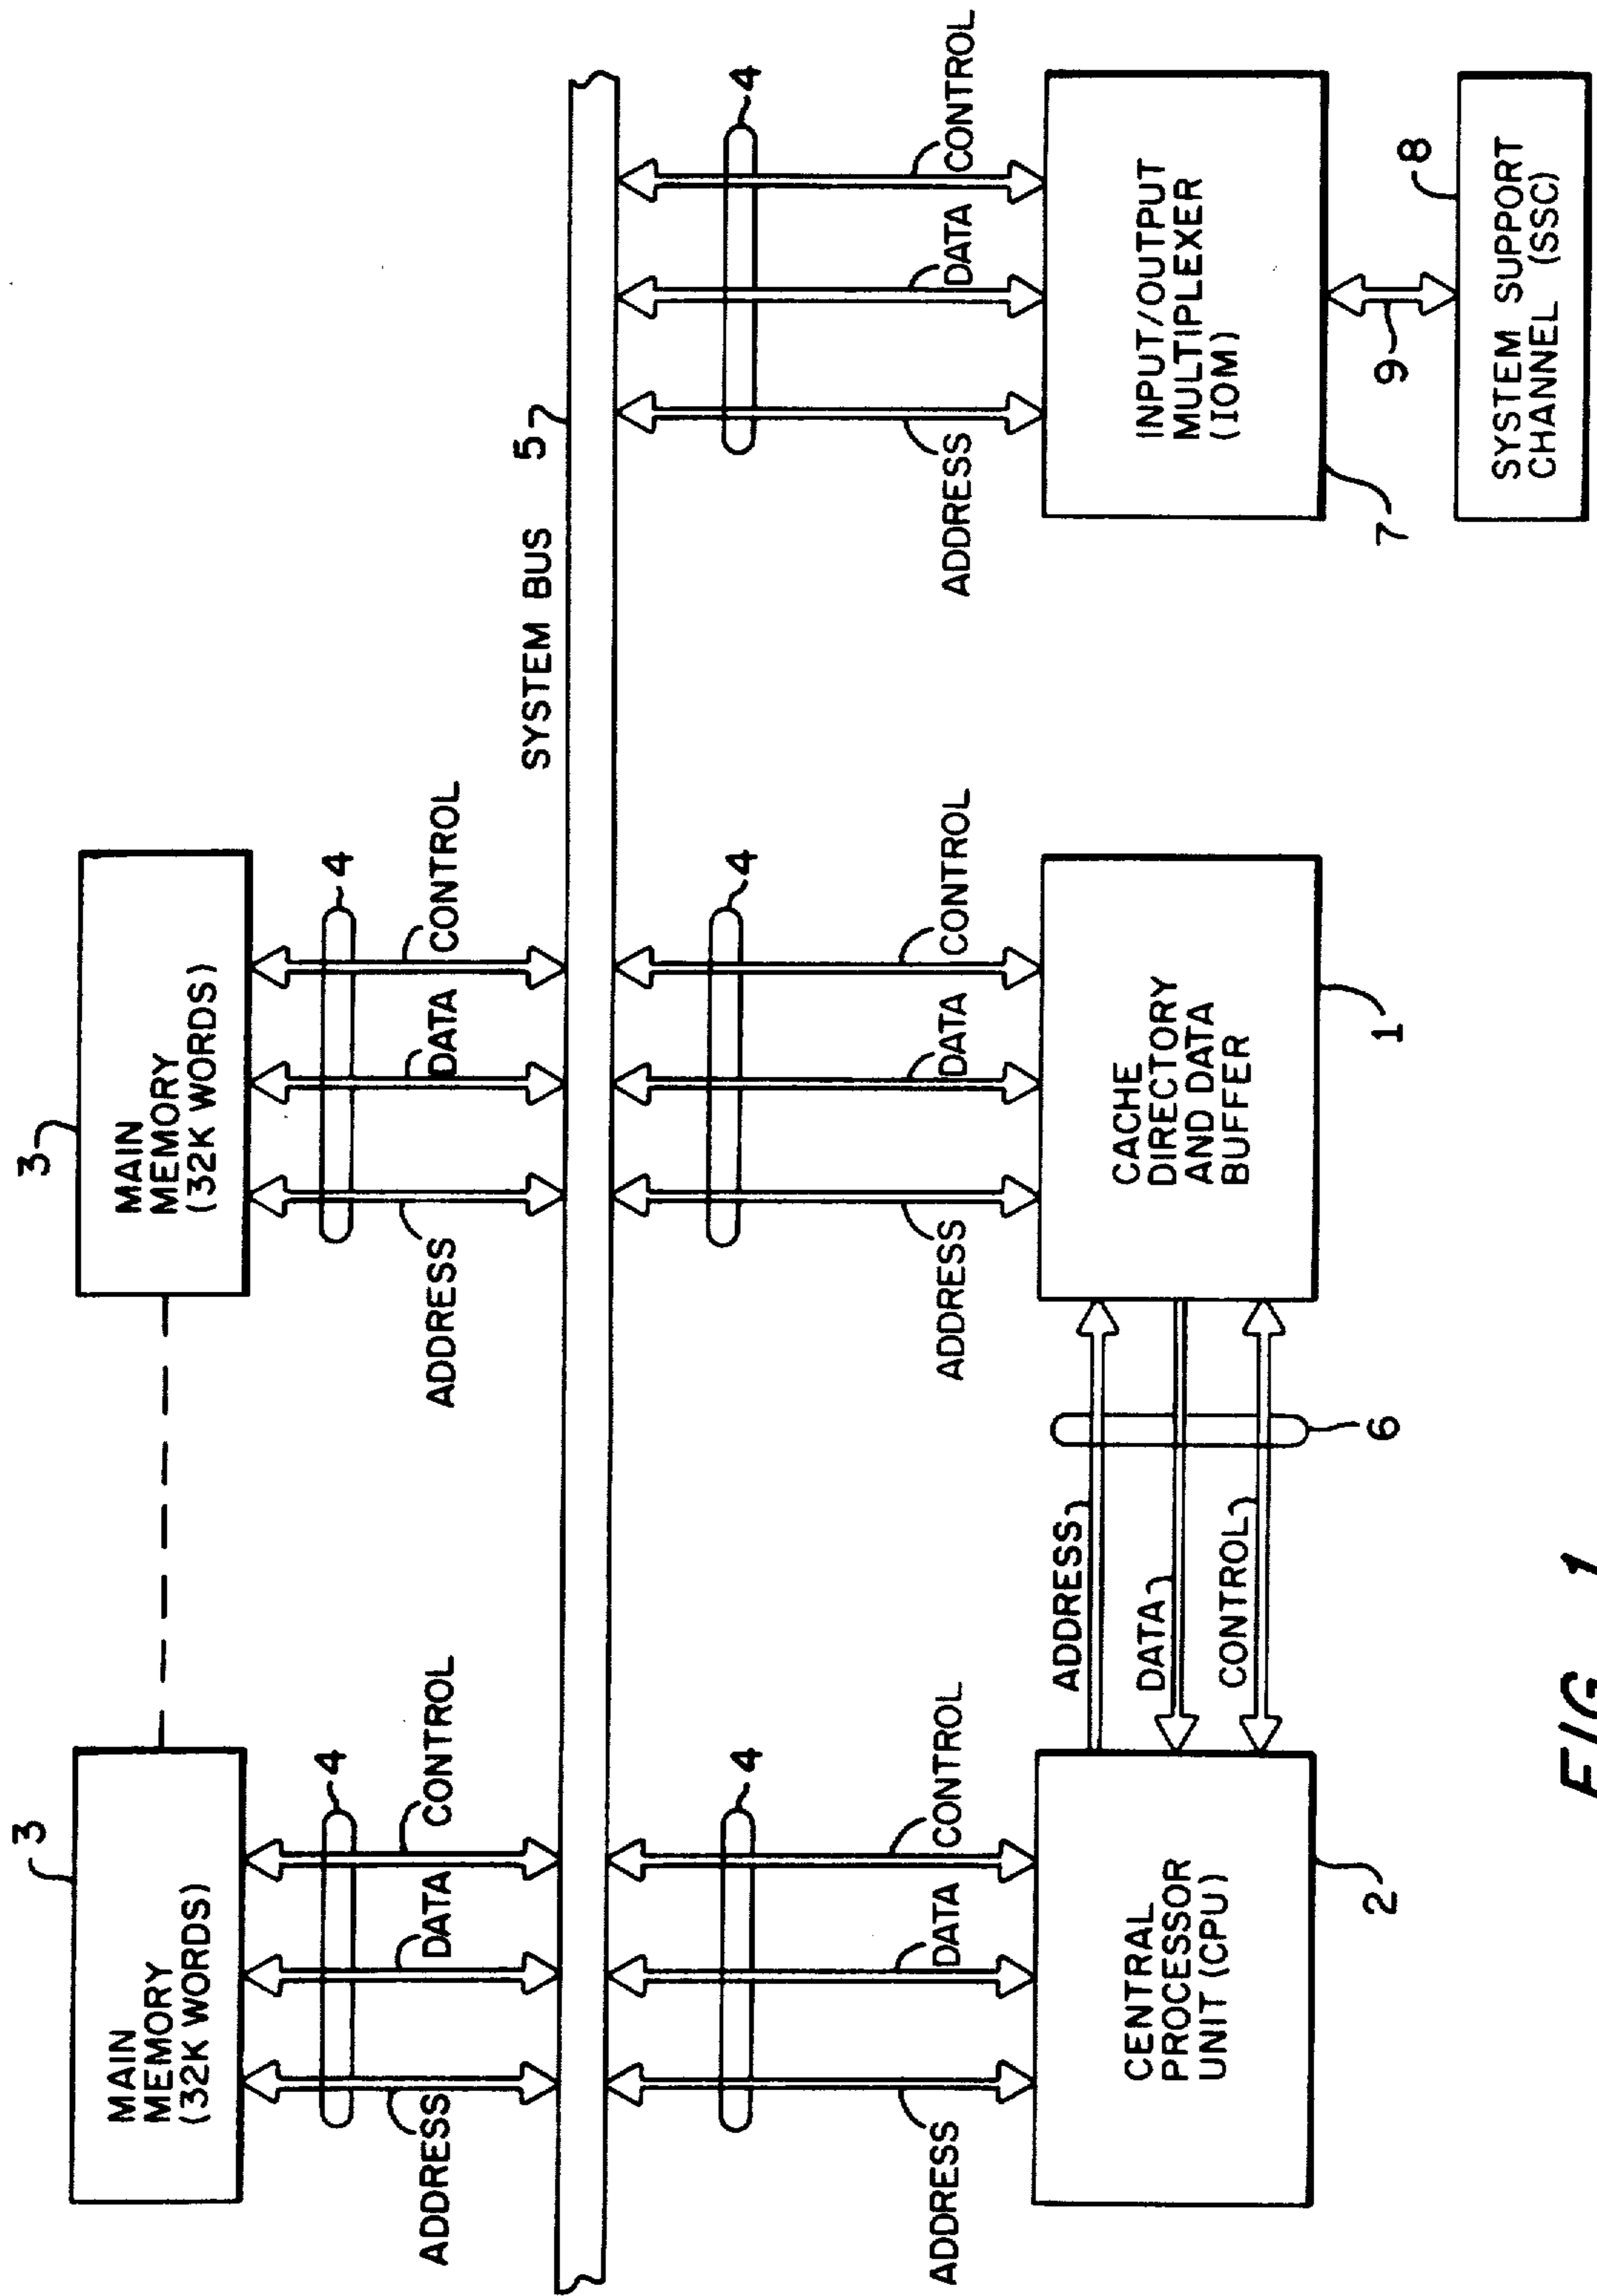 3
MAIN
MEMORY
(32K WORDS)
3
MAIN
MEMORY
(32K WORDS)
4
ADDRESS
DATA
CONTROL
4
ADDRESS
DATA
CONTROL
SYSTEM BUS
5
4
ADDRESS
DATA
CONTROL
4
ADDRESS
DATA
CONTROL
4
ADDRESS
DATA
CONTROL
CENTRAL
PROCESSOR
UNIT (CPU)
2
ADDRESS
DATA
CONTROL
6
CACHE
DIRECTORY
AND DATA
BUFFER
1
INPUT/OUTPUT
MULTIPLEXER
(IOM)
7
9
8
SYSTEM SUPPORT
CHANNEL (SSC)
FIG. 1